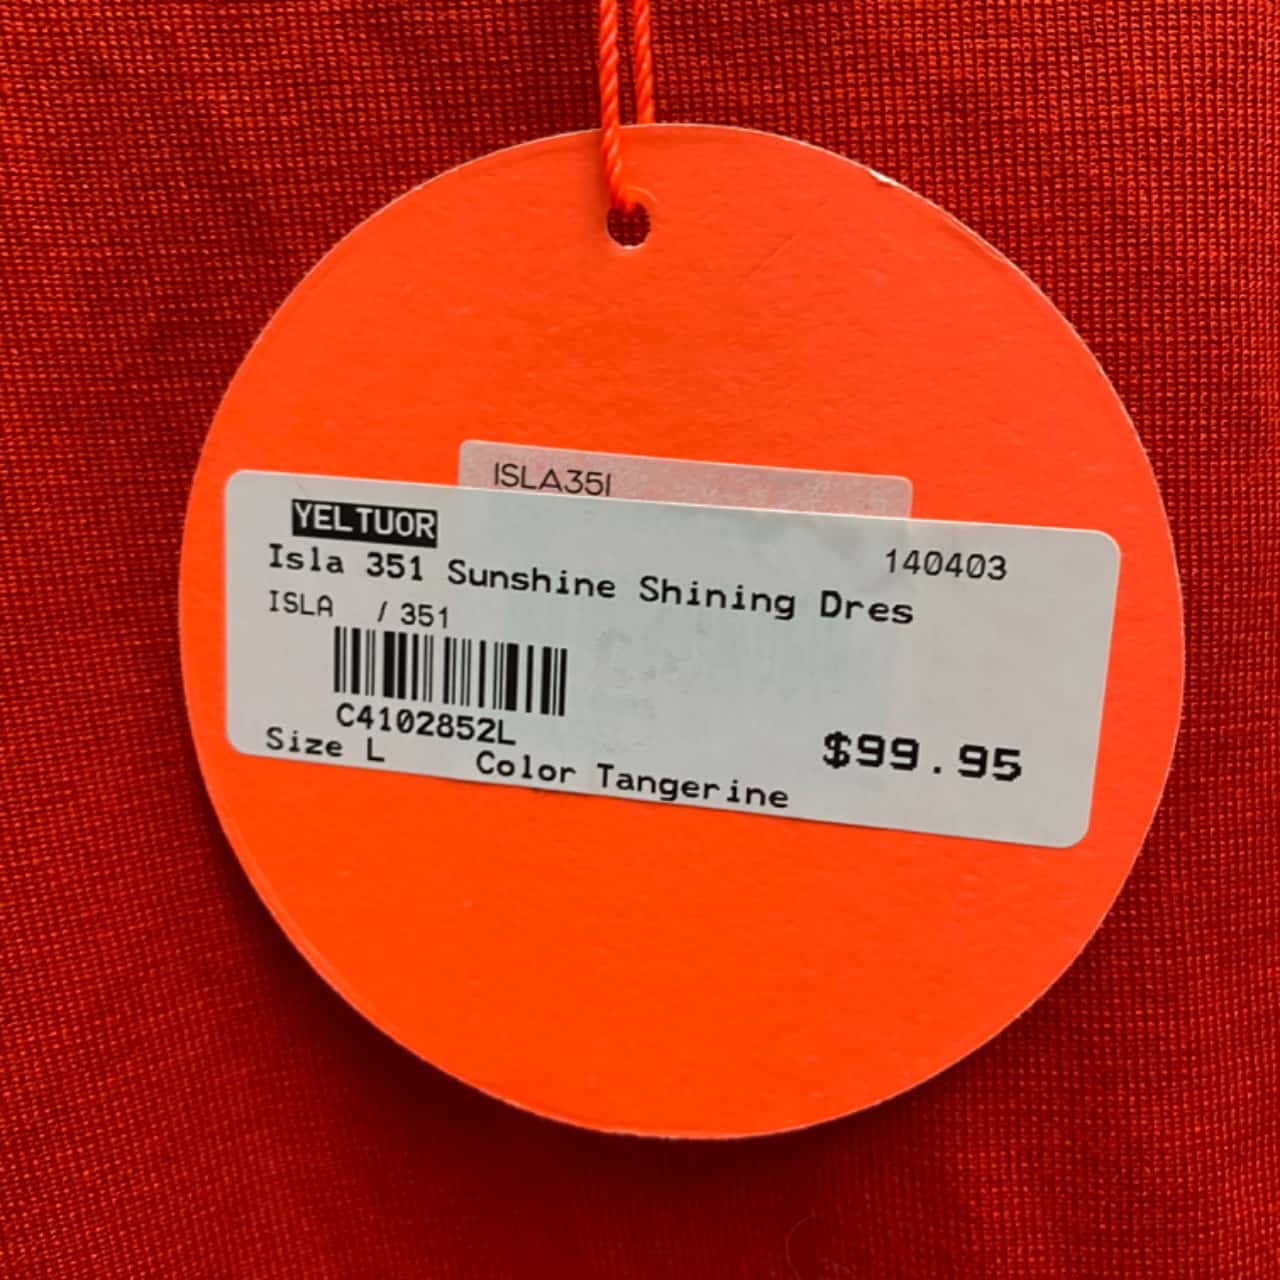 ISLA351
YELTUOR
140403
Isla 351 Sunshine Shining Dres
ISLA / 351
C4102852L
$99.95
Size L Color Tangerine